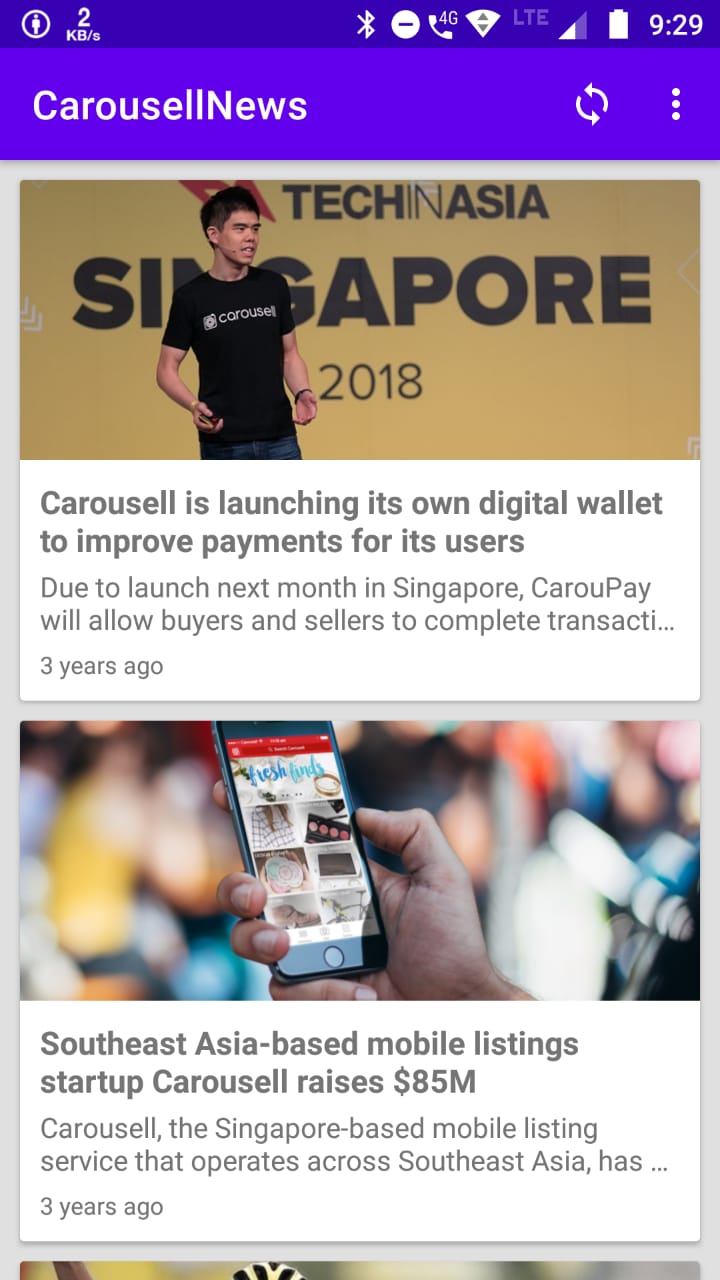 2
KB/s
4G
LTE
9:29
CarousellNews
TECHINASIA
SINGAPORE
carousell
2018
Carousell is launching its own digital wallet
to improve payments for its users
Due to launch next month in Singapore, CarouPay
will allow buyers and sellers to complete transacti...
3 years ago
fresh finds
Southeast Asia-based mobile listings
startup Carousell raises $85M
Carousell, the Singapore-based mobile listing
service that operates across Southeast Asia, has ...
3 years ago